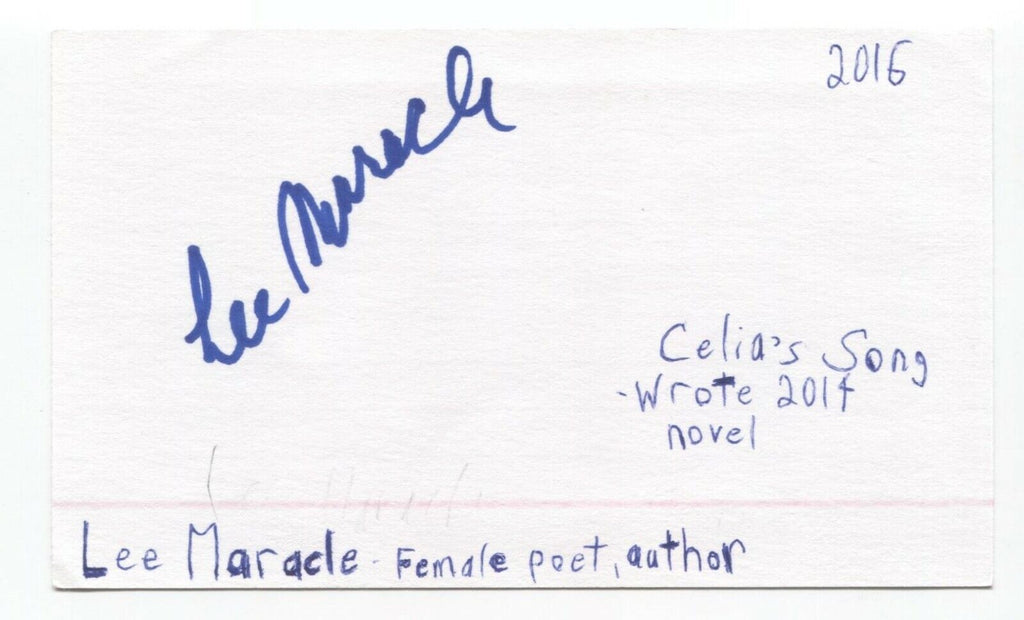 2016
Lee Maracle
Celia's Song
-Wrote 2014
novel
Lee Maracle - Female poet, author